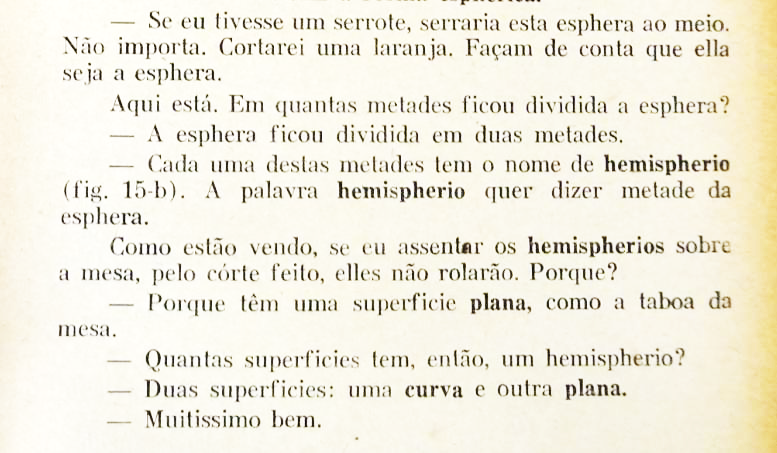 — Se eu tivesse um serrote, serraria esta esphera ao meio.
Não importa. Cortarei uma laranja. Façam de conta que ella
seja a esphera.
Aqui está. Em quantas metades ficou dividida a esphera?
— A esphera ficou dividida em duas metades.
— Cada uma destas metades tem o nome de hemispherio
(fig. 15-b). A palavra hemispherio quer dizer metade da
esphera.
Como estão vendo, se eu assentar os hemispherios sobre
a mesa, pelo córte feito, elles não rolarão. Porque?
— Porque têm uma superficie plana, como a taboa da
mesa.
— Quantas superficies tem, então, um hemispherio?
— Duas superficies: uma curva e outra plana.
— Muitissimo bem.